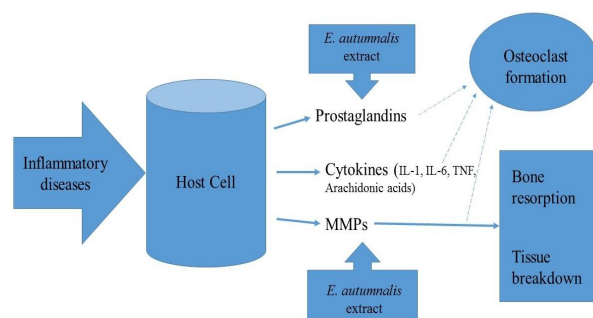 E. autumnalis
extract
Osteoclast
formation
Prostaglandins
Inflammatory
diseases
Host Cell
Cytokines (IL-1, IL-6, TNF,
Arachidonic acids)
Bone
resorption
MMPs
Tissue
breakdown
E. autumnalis
extract